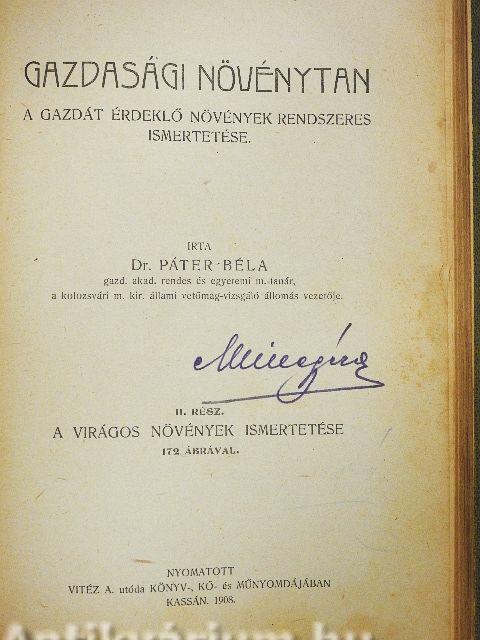 GAZDASÁGI NÖVÉNYTAN
A GAZDÁT ÉRDEKLŐ NÖVÉNYEK RENDSZERES
ISMERTETÉSE.
IRTA
Dr. PÁTER BÉLA
gazd. akad. rendes és egyetemi m.-tanár,
a kolozsvári m. kir. állami vetőmag-vizsgáló állomás vezetője.
II. RÉSZ.
A VIRÁGOS NÖVÉNYEK ISMERTETÉSE
172 ÁBRÁVAL.
NYOMATOTT
VITÉZ A. utóda KÖNYV-, KŐ- és MŰNYOMDÁJÁBAN
KASSÁN. 1908.
Antikvárium.hu